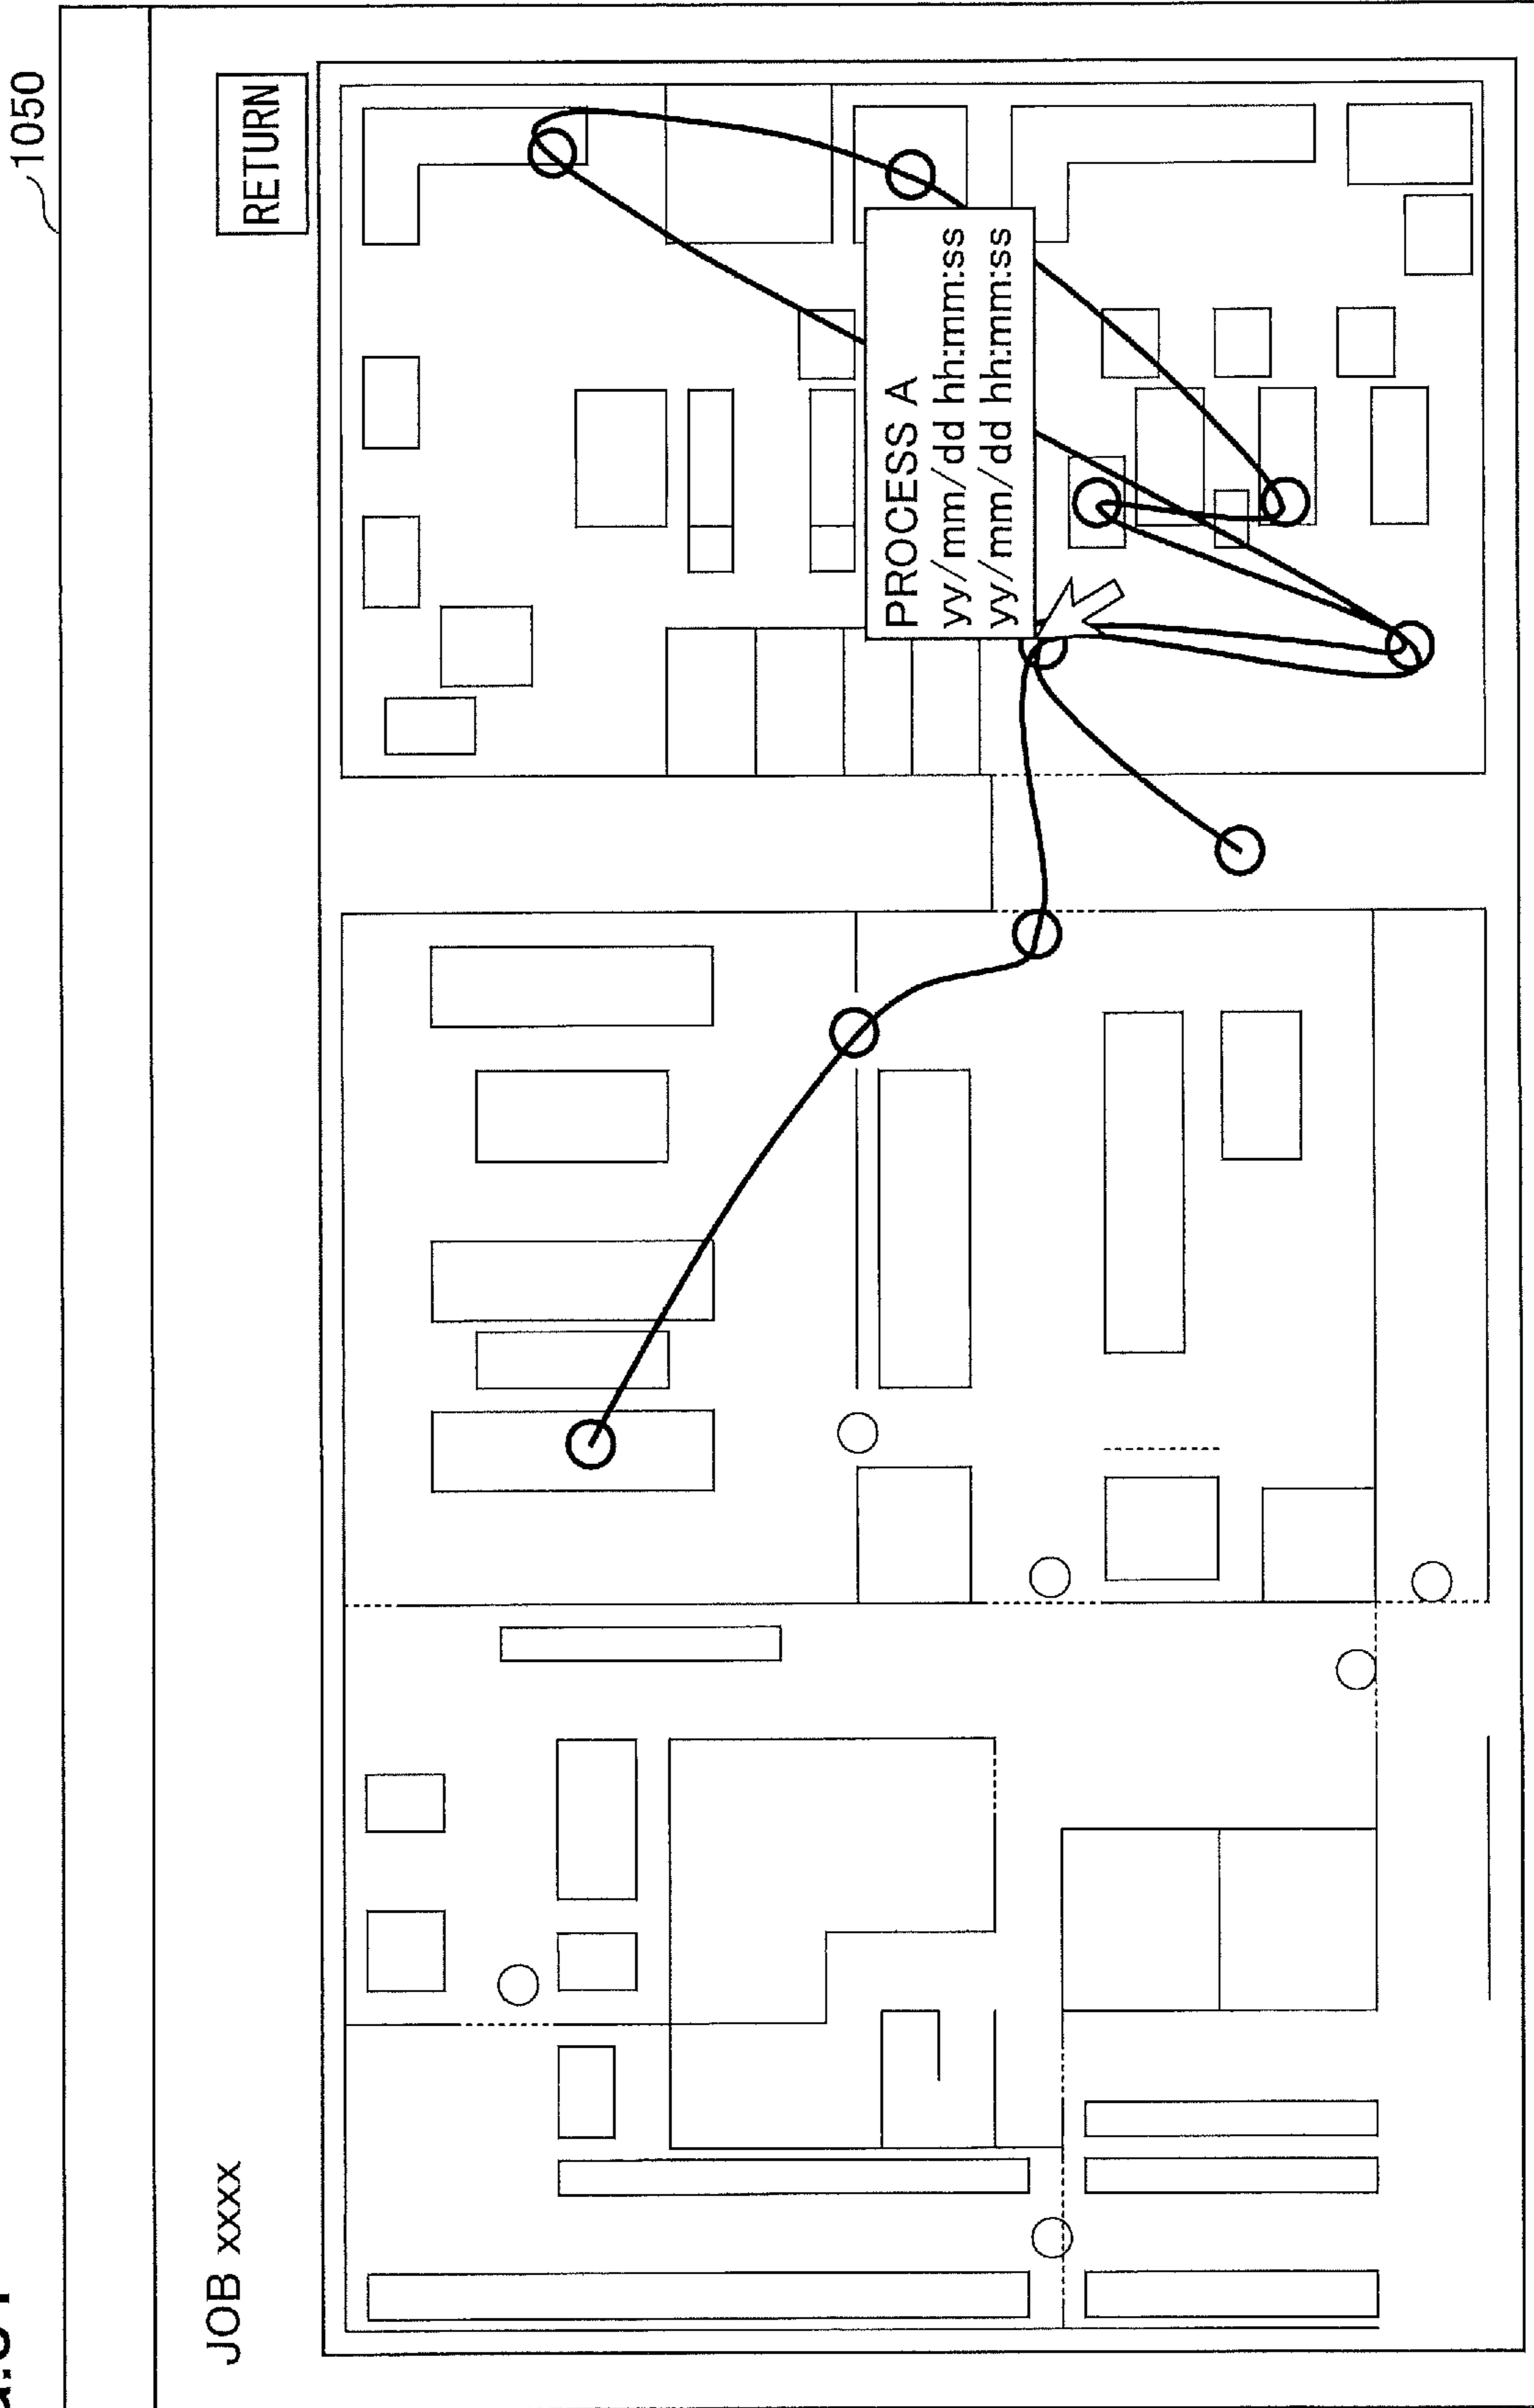 1050
RETURN
JOB xxxx
PROCESS A
yy/mm/dd hh:mm:ss
yy/mm/dd hh:mm:ss